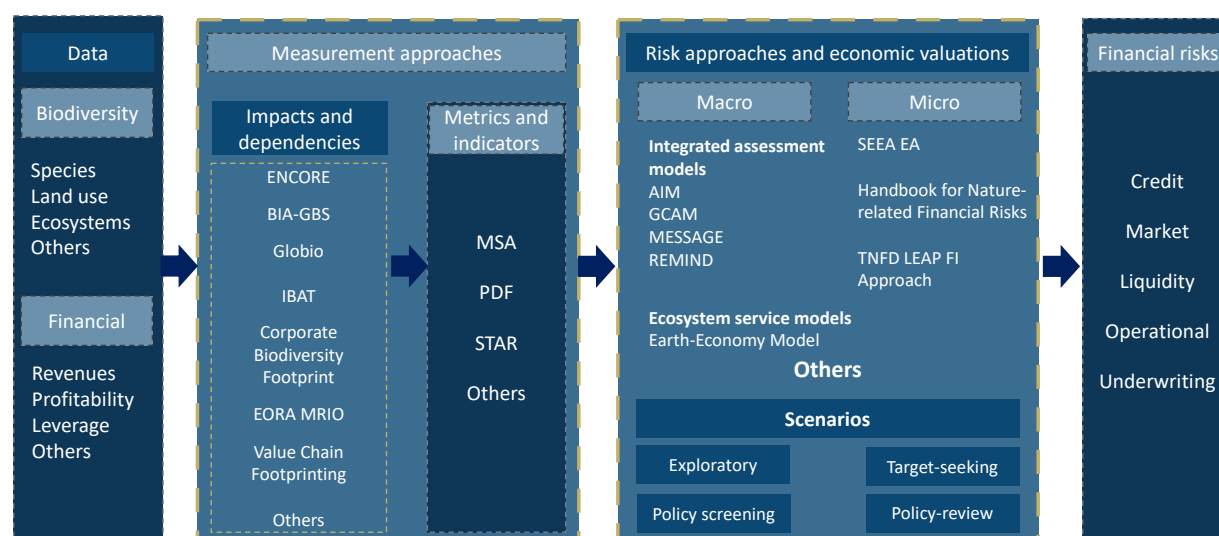 Data
Biodiversity
Species
Land use
Ecosystems
Others
Financial
Revenues
Profitability
Leverage
Others
Measurement approaches
Impacts and
dependencies
ENCORE
BIA-GBS
Globio
IBAT
Corporate
Biodiversity
Footprint
EORA MRIO
Value Chain
Footprinting
Others
Metrics and
indicators
MSA
PDF
STAR
Others
Risk approaches and economic valuations
Macro
Integrated assessment
models
AIM
GCAM
MESSAGE
REMIND
Ecosystem service models
Earth-Economy Model
Micro
SEEA EA
Handbook for Nature-
related Financial Risks
TNFD LEAP FI
Approach
Others
Scenarios
Exploratory
Target-seeking
Policy screening
Policy-review
Financial risks
Credit
Market
Liquidity
Operational
Underwriting